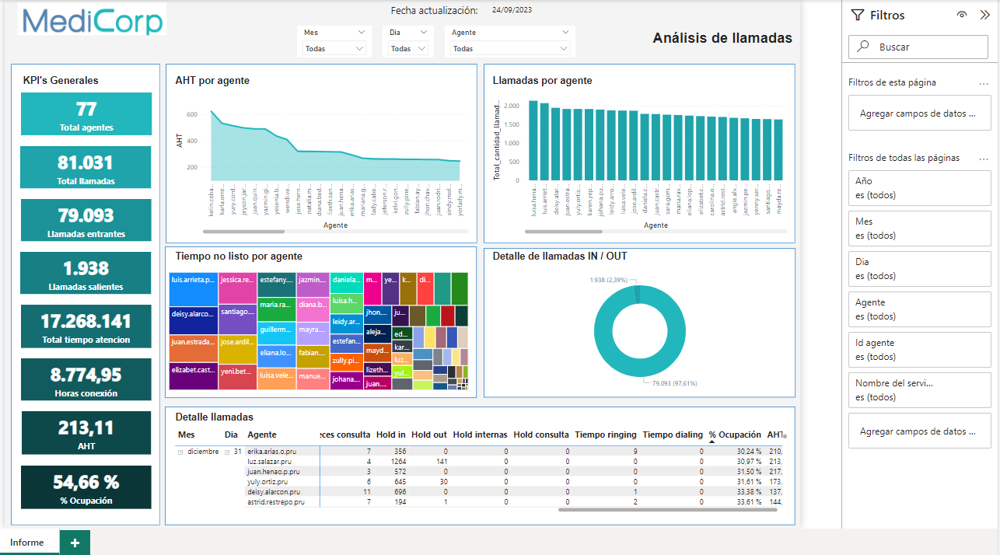 MediCorp
Fecha actualización: 24/09/2023
Mes
Todas
Dia
Todas
Agente
Todas
Análisis de llamadas
KPI's Generales
77
Total agentes
81.031
Total llamadas
79.093
Llamadas entrantes
1.938
Llamadas salientes
17.268.141
Total tiempo atencion
8.774,95
Horas conexión
213,11
AHT
54,66 %
% Ocupación
AHT por agente
AHT
600
400
200
kelin.ceba...
karla.orre...
yury.cord...
jeyson.jar...
juan.quin...
yazmin.gi...
yesenia.b...
wendi.ve...
jose.hern...
natalia.m...
diana.bed...
lizeth.san...
juan.hena...
erika.arias...
mariana.g...
lady.cabe...
jeferson.r...
kelvi.gon...
zully.pine...
fabian.ay...
jhon.chav...
juan.rodri...
sindy.mol...
yorlady.m...
Agente
Llamadas por agente
Total_cantidad_llamad...
2.000
1.500
1.000
500
0
luisa.hena...
luis.arriet...
deisy.alar...
juan.estra...
yuly.ortiz....
karen.yep...
johana.pu...
leidy.arro...
luisa.vele...
jose.ardil...
daniela.c...
juan.castr...
sara.gom...
maria.rav...
eliana.lop...
elizabet.c...
carolina.o...
astrid.rest...
angie.alv...
jazmin.pe...
yenny.ser...
santiago....
mayda.re...
Agente
Tiempo no listo por agente
luis.arrieta.p...
deisy.alarco...
juan.estrada...
elizabet.cast...
jessica.re...
santiago....
jose.ardil...
yeni.bet...
estefany....
maria.ra...
guillerm...
eliana.lo...
luisa.vele...
jazmin....
diana.b...
mayra....
fabian....
manue...
daniela...
luisa.h...
leidy.ar...
estefan...
zully.pi...
johana....
m...
ye...
k...
di...
jhon....
aleja...
mayd...
lizeth...
juan....
ju...
ed...
kar...
luz...
yul...
Detalle de llamadas IN / OUT
1.938 (2,39%)
79.093 (97,61%)
Detalle llamadas
Mes Dia Agente eces consulta Hold in Hold out Hold internas Hold consulta Tiempo ringing Tiempo dialing % Ocupación AHT
diciembre 31 erika.arias.o.pru 7 356 0 0 0 9 0 30,24 % 210,
luz.salazar.pru 4 1264 141 0 0 0 0 30,97 % 213,
juan.henao.p.pru 3 572 0 0 0 0 0 31,50 % 217,
yuly.ortiz.pru 6 645 30 0 0 0 0 31,61 % 173,
deisy.alarcon.pru 11 696 0 0 0 1 0 33,38 % 137,
astrid.restrepo.pru 7 194 1 0 0 2 0 33,61 % 144,
Informe
+
Filtros
Buscar
Filtros de esta página ...
Agregar campos de datos ...
Filtros de todas las páginas ...
Año
es (todos)
Mes
es (todos)
Dia
es (todos)
Agente
es (todos)
Id agente
es (todos)
Nombre del servi...
es (todos)
Agregar campos de datos ...